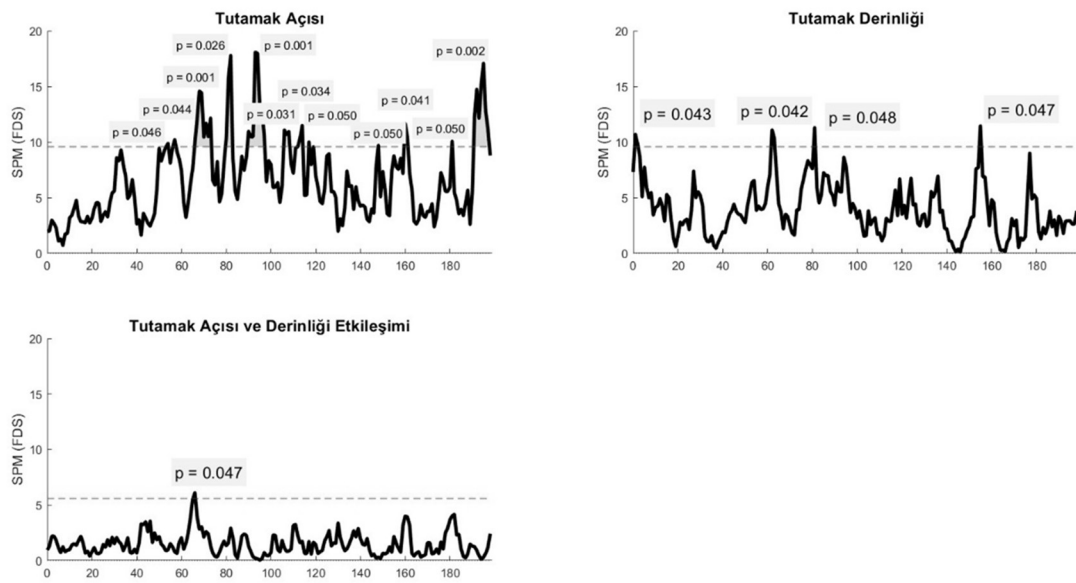 Tutamak Açısı
SPM (FDS)
20
15
10
5
0
p = 0.046
p = 0.044
p = 0.001
p = 0.026
p = 0.031
p = 0.001
p = 0.034
p = 0.050
p = 0.050
p = 0.041
p = 0.050
p = 0.002
0 20 40 60 80 100 120 140 160 180
Tutamak Derinliği
SPM (FDS)
20
15
10
5
0
p = 0.043
p = 0.042
p = 0.048
p = 0.047
0 20 40 60 80 100 120 140 160 180
Tutamak Açısı ve Derinliği Etkileşimi
SPM (FDS)
20
15
10
5
0
p = 0.047
0 20 40 60 80 100 120 140 160 180